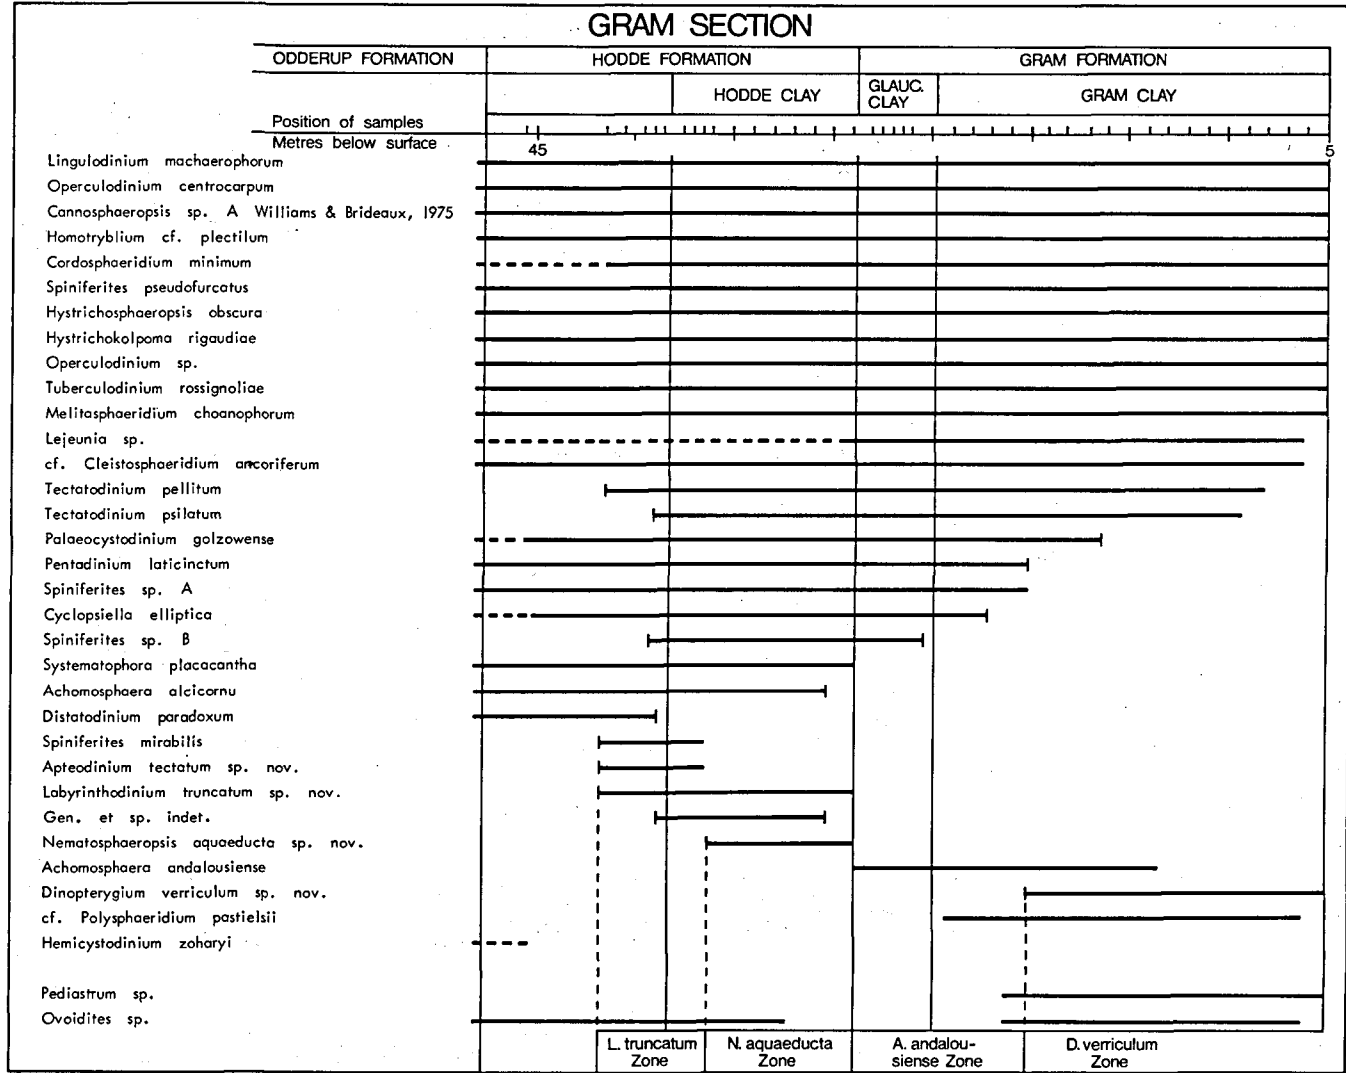 GRAM SECTION
ODDERUP FORMATION HODDE FORMATION GRAM FORMATION
HODDE CLAY GLAUC. CLAY GRAM CLAY
Position of samples
Metres below surface 45 5
Lingulodinium machaerophorum
Operculodinium centrocarpum
Cannosphaeropsis sp. A Williams & Brideaux, 1975
Homotryblium cf. plectilum
Cordosphaeridium minimum
Spiniferites pseudofurcatus
Hystrichosphaeropsis obscura
Hystrichokolpoma rigaudiae
Operculodinium sp.
Tuberculodinium rossignoliae
Melitasphaeridium choanophorum
Lejeunia sp.
cf. Cleistosphaeridium ancoriferum
Tectatodinium pellitum
Tectatodinium psilatum
Palaeocystodinium golzowense
Pentadinium laticinctum
Spiniferites sp. A
Cyclopsiella elliptica
Spiniferites sp. B
Systematophora placacantha
Achomosphaera alcicornu
Distatodinium paradoxum
Spiniferites mirabilis
Apteodinium tectatum sp. nov.
Labyrinthodinium truncatum sp. nov.
Gen. et sp. indet.
Nematosphaeropsis aquaeducta sp. nov.
Achomosphaera andalousiense
Dinopterygium verriculum sp. nov.
cf. Polysphaeridium pastielsii
Hemicystodinium zoharyi
Pediastrum sp.
Ovoidites sp.
L. truncatum Zone
N. aquaeducta Zone
A. andalou-
siense Zone
D. verriculum Zone